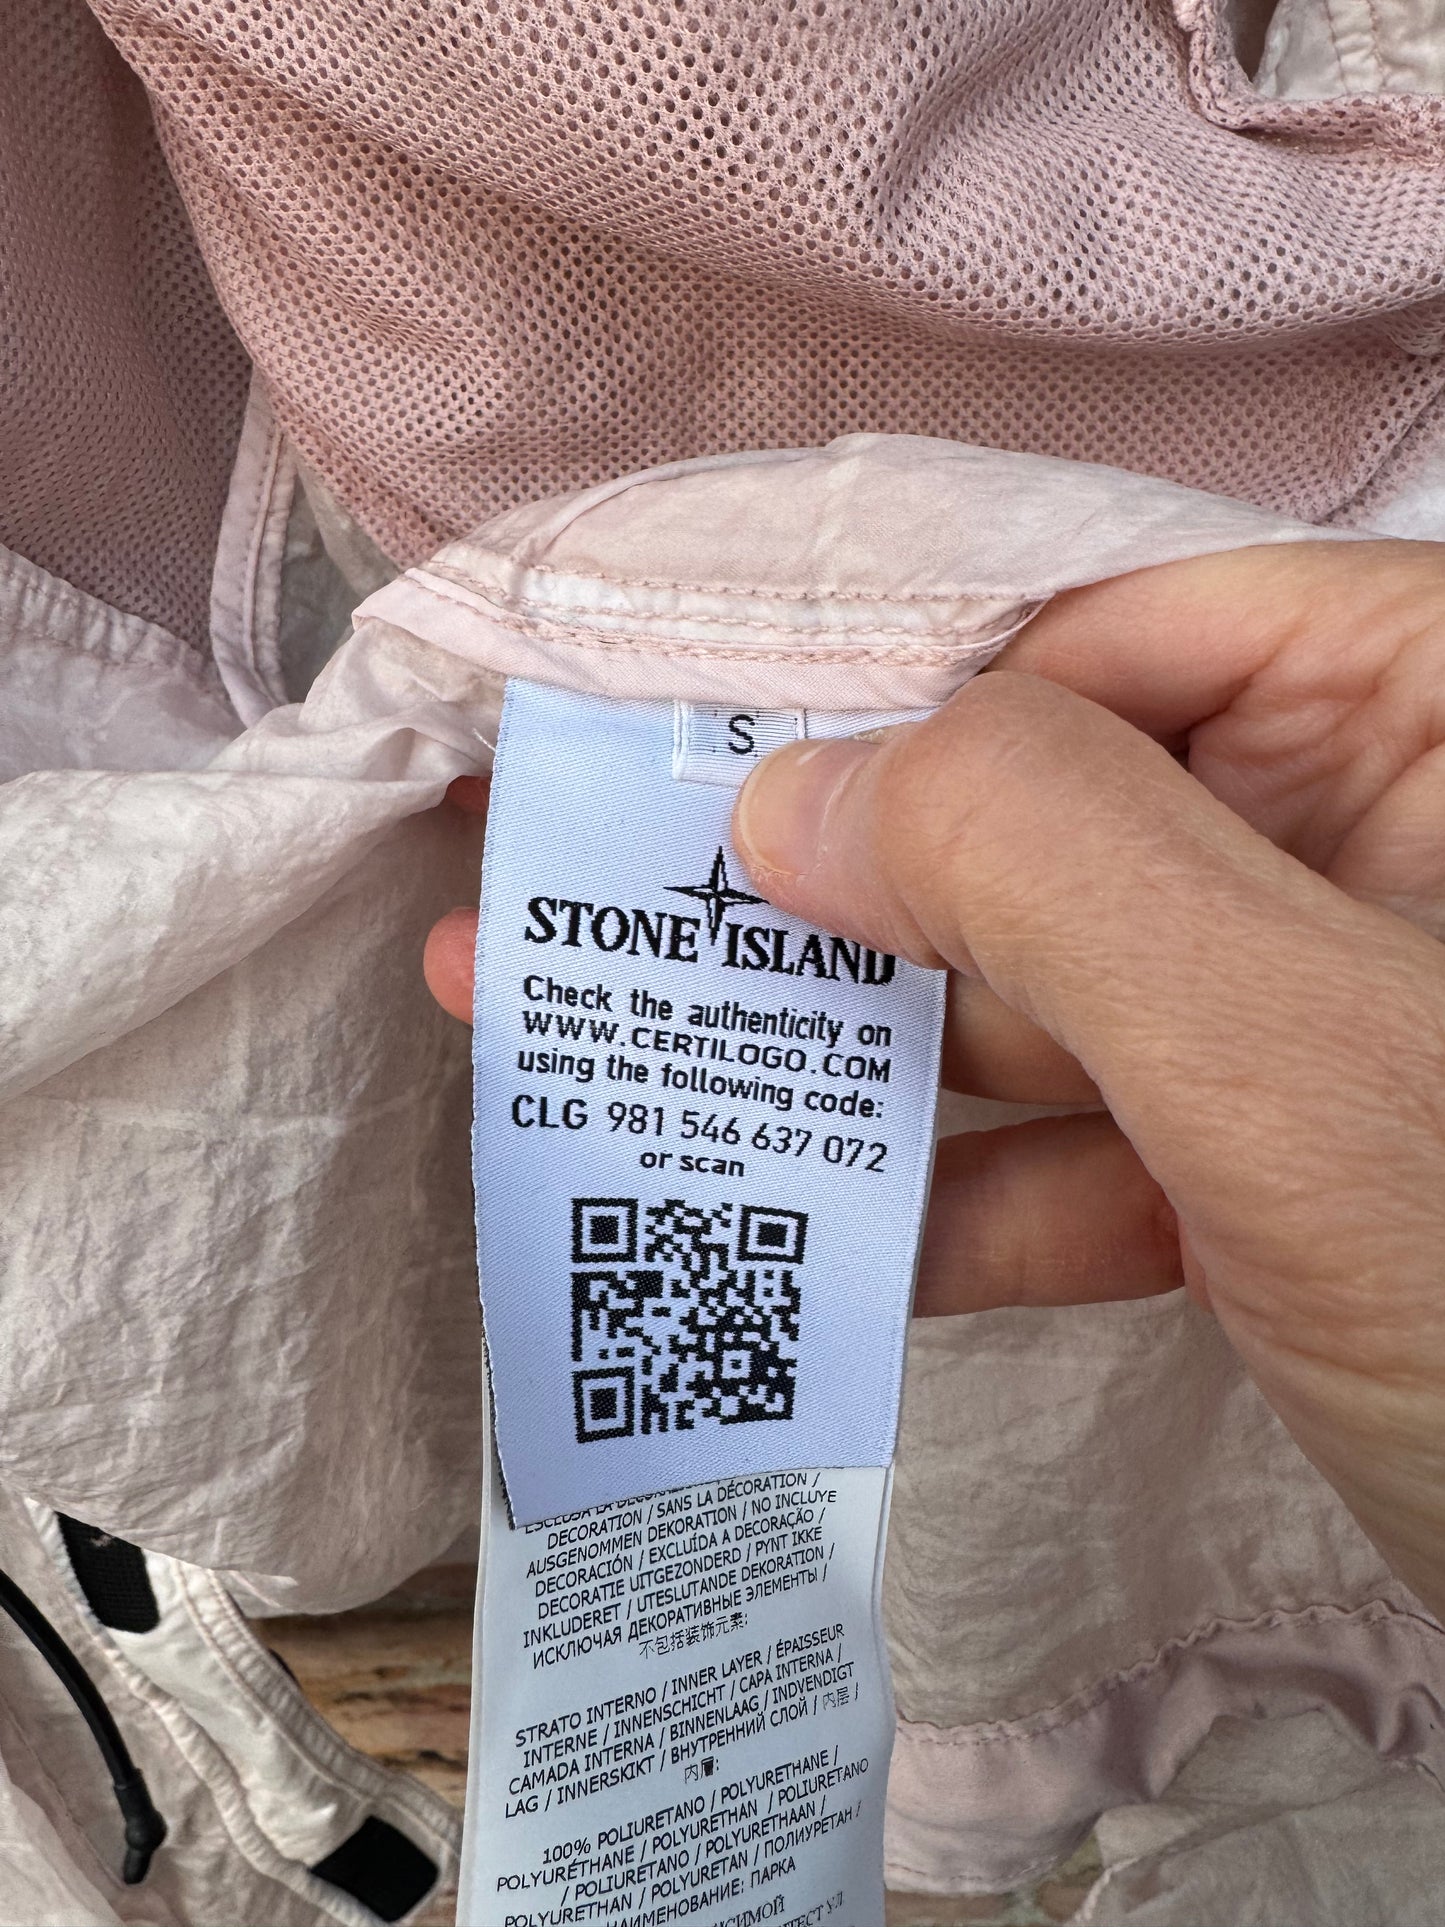 S
STONE ISLAND
Check the authenticity on
WWW.CERTILOGO.COM
using the following code:
CLG 981 546 637 072
or scan
ESCLUSA LA
DECORATION / SANS LA DÉCORATION /
AUSGENOMMEN DEKORATION / NO INCLUYE
DECORACIÓN / EXCLUÍDA A DECORAÇÃO /
DECORATIE UITGEZONDERD / PYNT IKKE
INKLUDERET / UTESLUTANDE DEKORATION /
ИСКЛЮЧАЯ ДЕКОРАТИВНЫЕ ЭЛЕМЕНТЫ /
不包括装饰元素:
STRATO INTERNO / INNER LAYER / ÉPAISSEUR
INTERNE / INNENSCHICHT / CAPA INTERNA /
CAMADA INTERNA / BINNENLAAG / INDVENDIGT
LAG / INNERSKIKT / ВНУТРЕННИЙ СЛОЙ / 内层 /
内層:
100% POLIURETANO / POLYURETHANE /
POLYURÉTHANE / POLYURETHAN / POLIURETANO
/ POLIURETANO / POLYURETHAAN /
POLYURETHAN / POLYURETAN / ПОЛИУРЕТАН /
НАИМЕНОВАНИЕ: ПАРКА